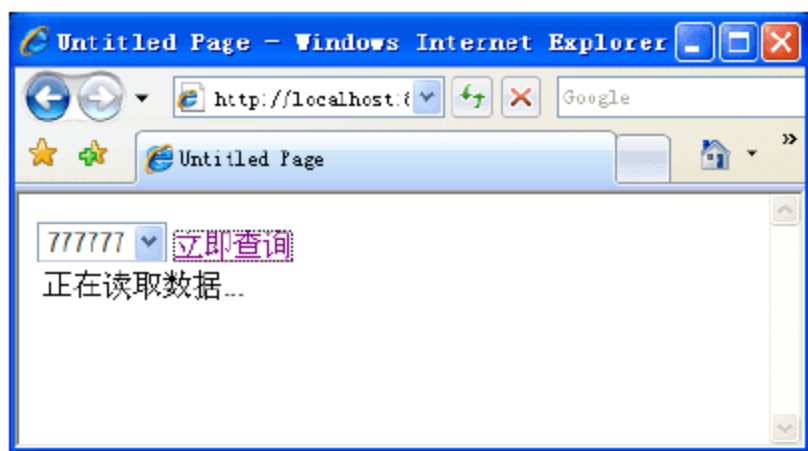 Untitled Page - Windows Internet Explorer
http://localhost:8
Google
Untitled Page
777777 立即查询
正在读取数据...